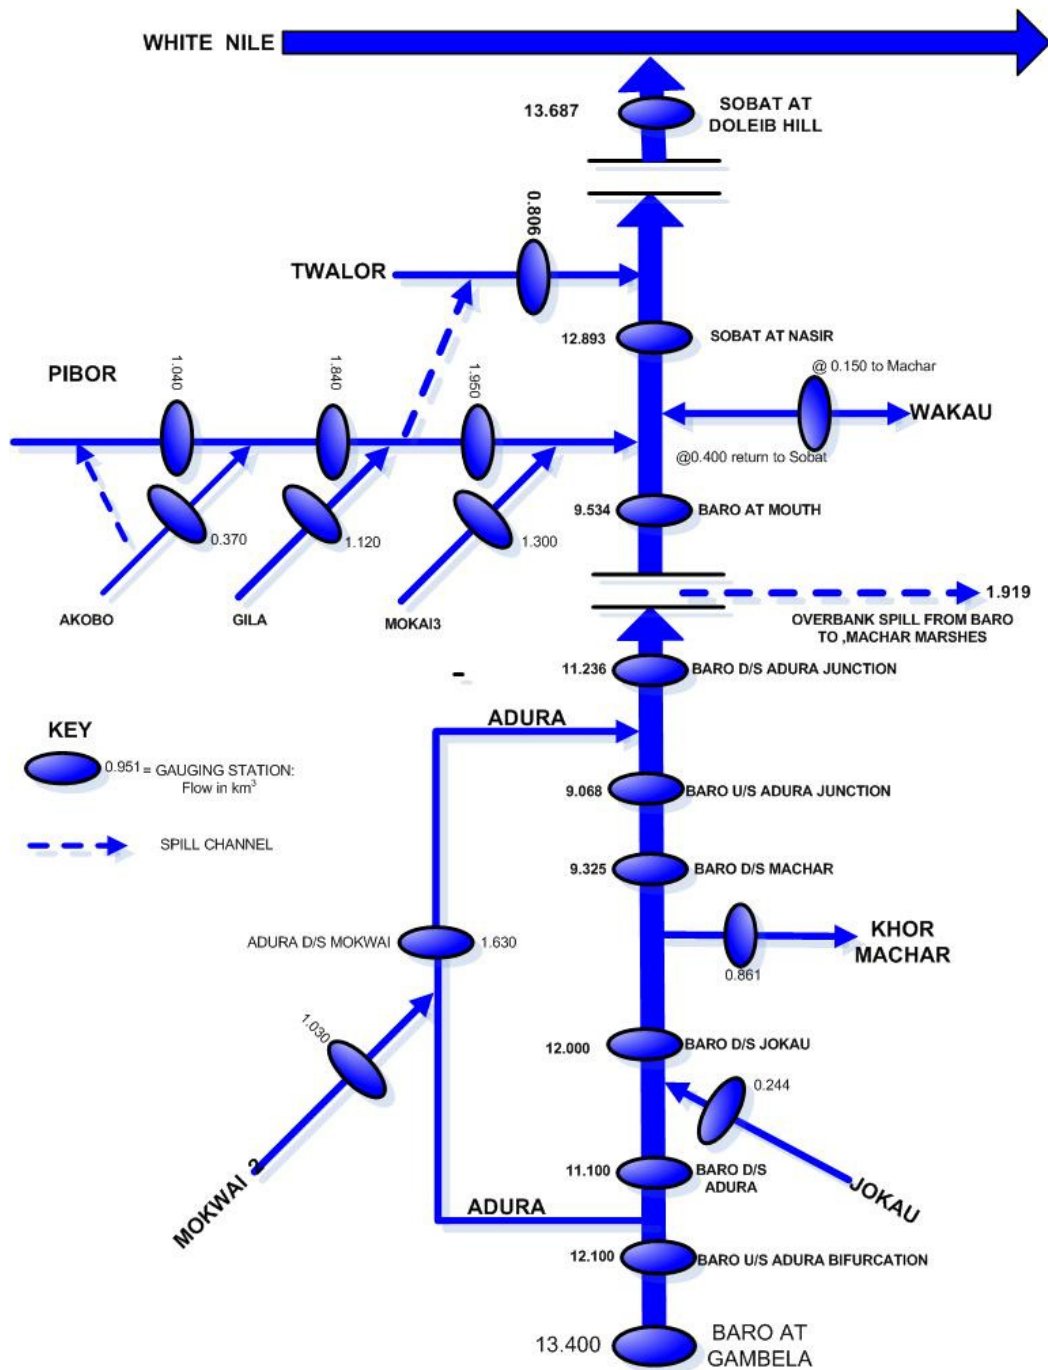 WHITE NILE
13.687
SOBAT AT
DOLEIB HILL
0.806
TWALOR
12.893
SOBAT AT NASIR
PIBOR
1.040
1.840
1.950
@ 0.150 to Machar
WAKAU
@0.400 return to Sobat
9.534
BARO AT MOUTH
0.370
1.120
1.300
AKOBO
GILA
MOKAI3
1.919
OVERBANK SPILL FROM BARO
TO ,MACHAR MARSHES
11.236
BARO D/S ADURA JUNCTION
ADURA
KEY
0.951 = GAUGING STATION:
Flow in km³
SPILL CHANNEL
9.068
BARO U/S ADURA JUNCTION
9.325
BARO D/S MACHAR
ADURA D/S MOKWAI
1.630
KHOR
MACHAR
0.861
1.030
12.000
BARO D/S JOKAU
0.244
MOKWAI 2
11.100
BARO D/S
ADURA
JOKAU
ADURA
12.100
BARO U/S ADURA BIFURCATION
13.400
BARO AT
GAMBELA